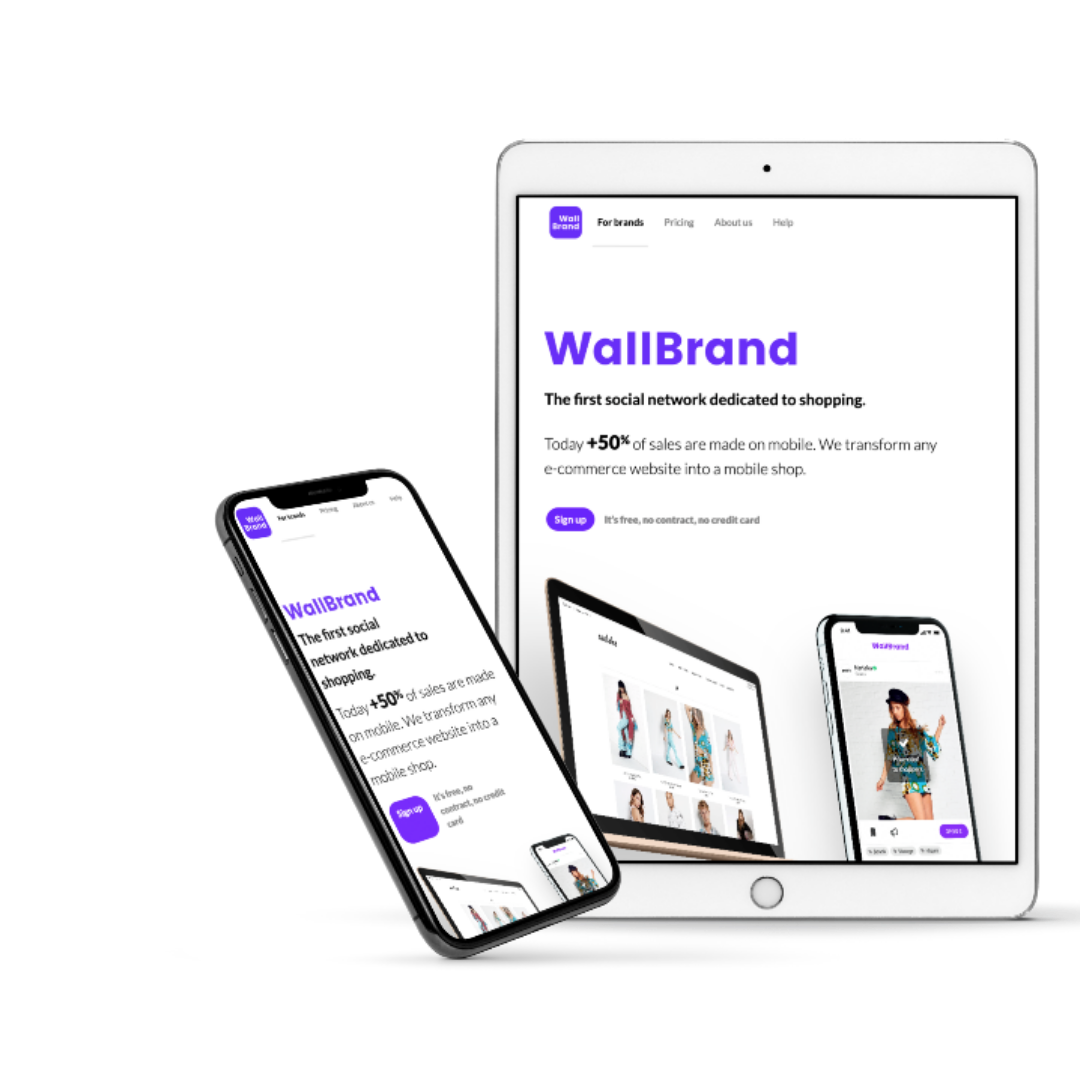 Wall
Brand
For brands
Pricing
About us
Help
WallBrand
The first social network dedicated to shopping.
Today +50% of sales are made on mobile. We transform any
e-commerce website into a mobile shop.
Sign up
It's free, no contract, no credit card
WallBrand
Wall
Brand
For brands
Pricing
About us
Help
WallBrand
The first social
network dedicated to
shopping.
Today +50% of sales are made
on mobile. We transform any
e-commerce website into a
mobile shop.
Sign up
It's free, no
contract, no credit
card